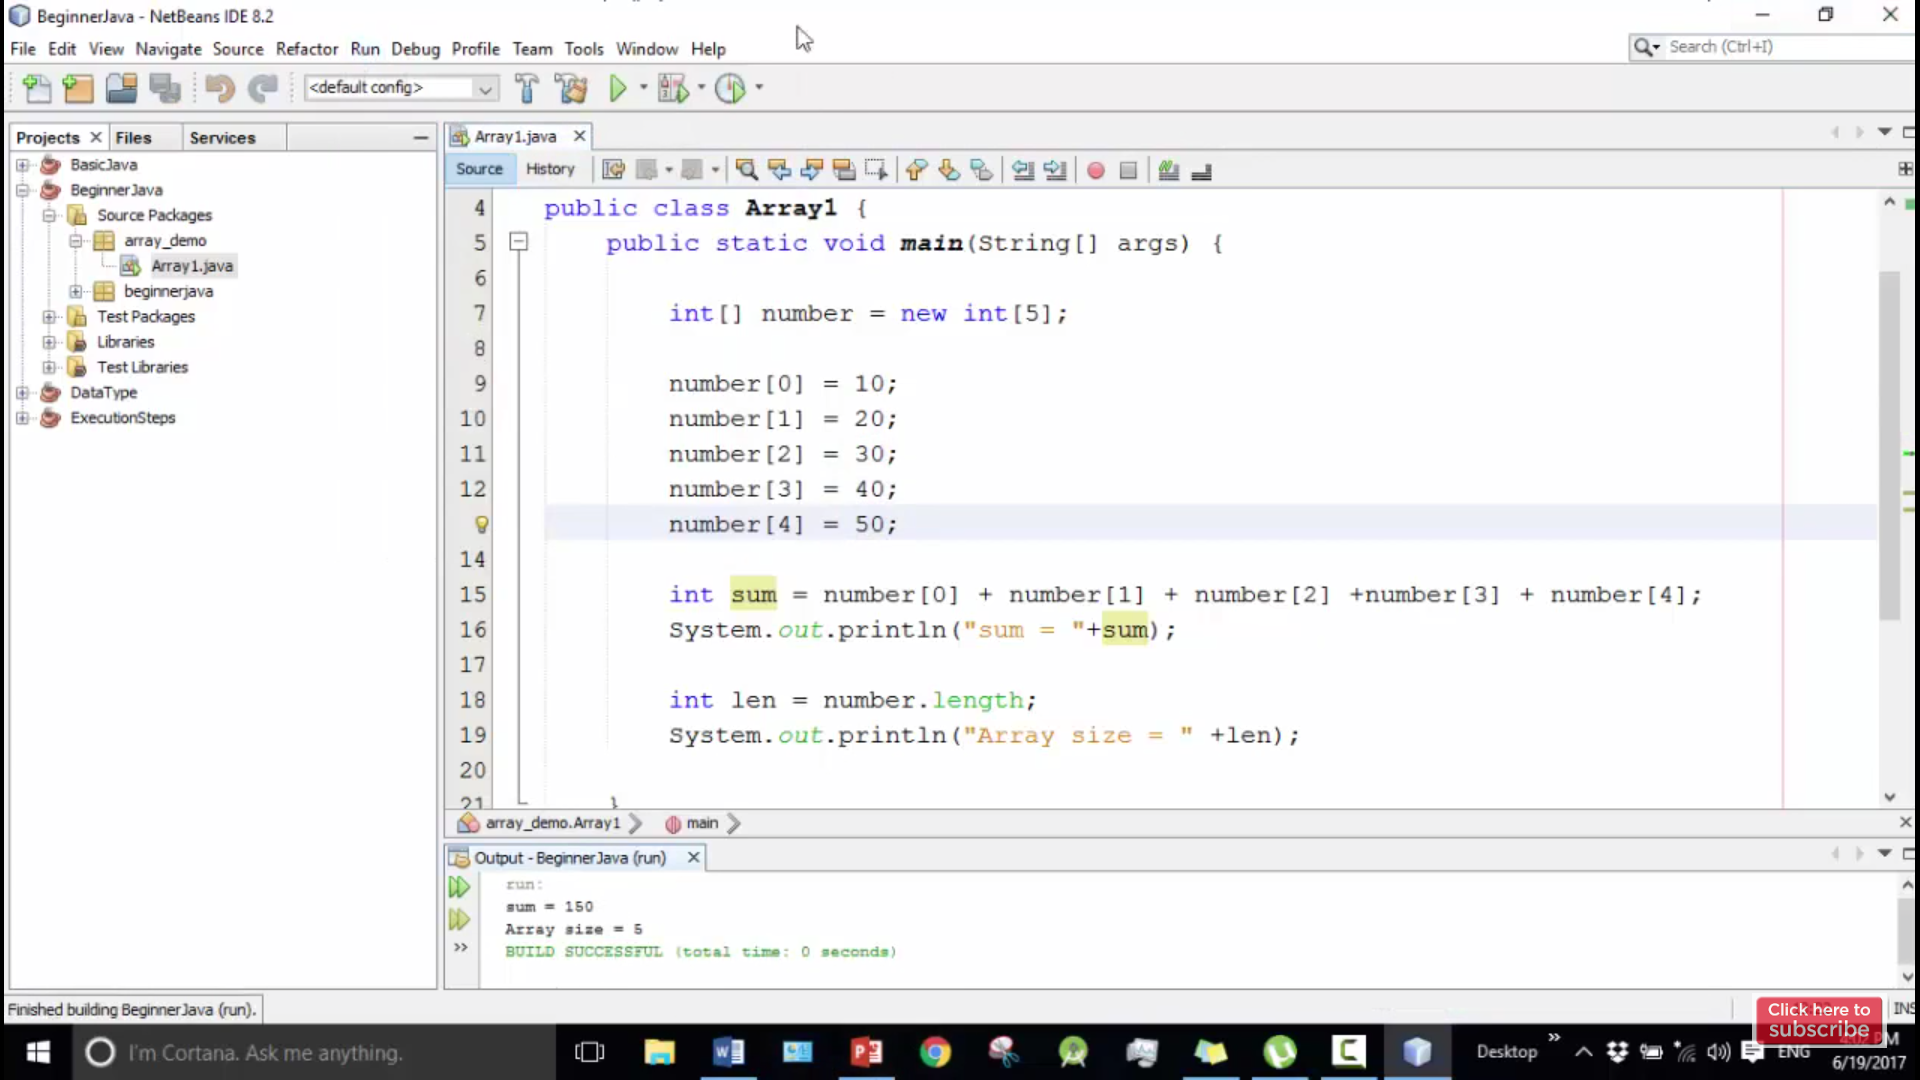 BeginnerJava - NetBeans IDE 8.2
File Edit View Navigate Source Refactor Run Debug Profile Team Tools Window Help
Search (Ctrl+I)
<default config>
Projects Files Services
BasicJava
BeginnerJava
Source Packages
array_demo
Array1.java
beginnerjava
Test Packages
Libraries
Test Libraries
DataType
ExecutionSteps
Array1.java
Source History
4 public class Array1 {
5 public static void main(String[] args) {
6
7 int[] number = new int[5];
8
9 number[0] = 10;
10 number[1] = 20;
11 number[2] = 30;
12 number[3] = 40;
number[4] = 50;
14
15 int sum = number[0] + number[1] + number[2] +number[3] + number[4];
16 System.out.println("sum = "+sum);
17
18 int len = number.length;
19 System.out.println("Array size = " +len);
20
21 }
array_demo.Array1 main
Output - BeginnerJava (run)
run:
sum = 150
Array size = 5
BUILD SUCCESSFUL (total time: 0 seconds)
Finished building BeginnerJava (run).
INS
Click here to
subscribe
I'm Cortana. Ask me anything.
Desktop
ENG
4:02 PM
6/19/2017